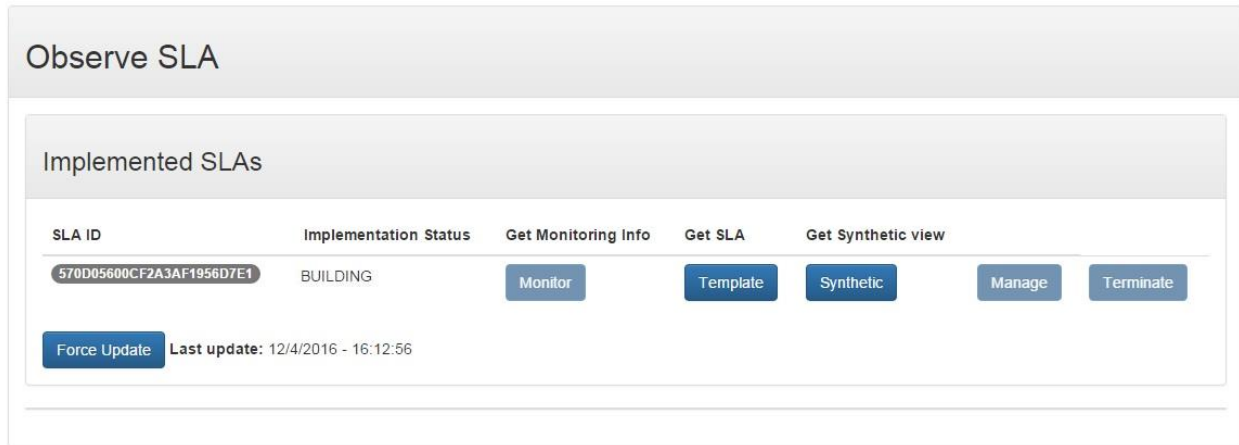 Observe SLA
Implemented SLAs
SLA ID Implementation Status Get Monitoring Info Get SLA Get Synthetic view
570D05600CF2A3AF1956D7E1 BUILDING Monitor Template Synthetic Manage Terminate
Force Update Last update: 12/4/2016 - 16:12:56